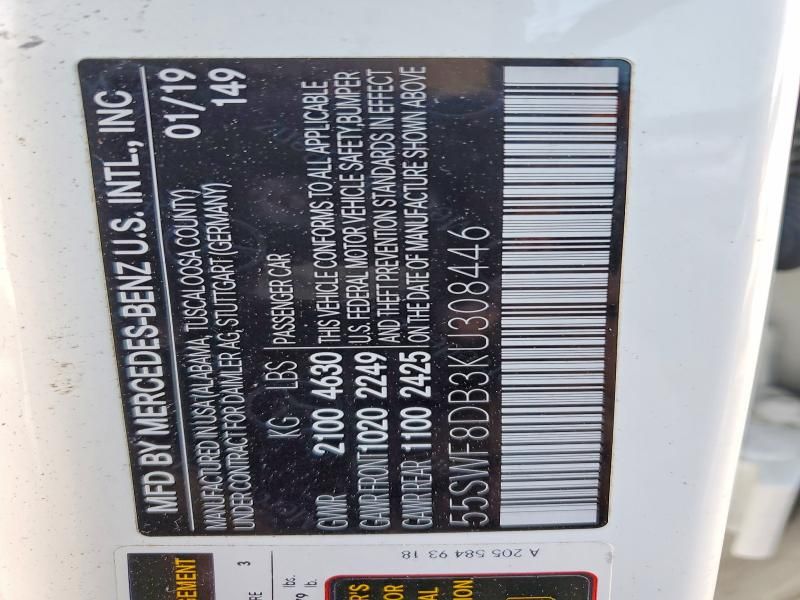 MFD BY MERCEDES-BENZ U.S. INTL., INC
MANUFACTURED IN USA (ALABAMA, TUSCALOOSA COUNTY) 01/19
UNDER CONTRACT FOR DAIMLER AG, STUTTGART (GERMANY) 149
KG LBS PASSENGER CAR
GVWR 2100 4630 THIS VEHICLE CONFORMS TO ALL APPLICABLE
GAWR FRONT 1020 2249 U.S. FEDERAL MOTOR VEHICLE SAFETY, BUMPER
GAWR REAR 1100 2425 AND THEFT PREVENTION STANDARDS IN EFFECT
ON THE DATE OF MANUFACTURE SHOWN ABOVE
55SWF8DB3KU308446
A 205 584 93 18
3
lbs.
lb.